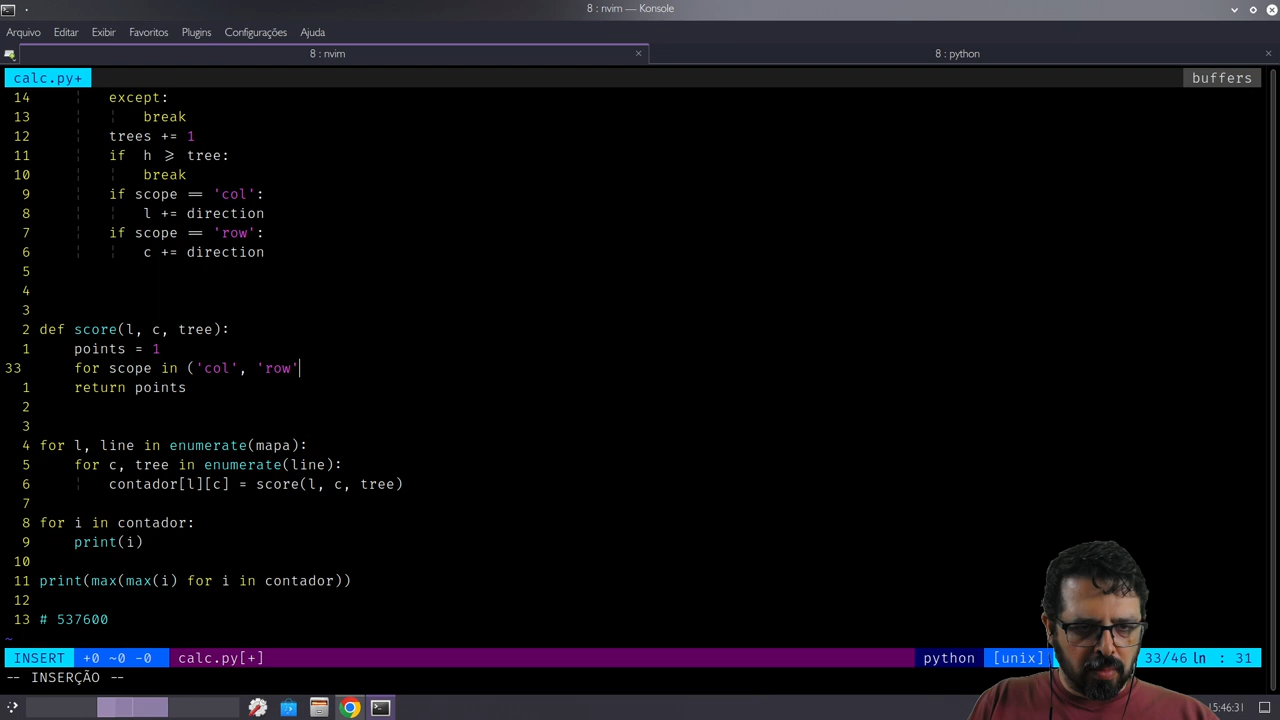 8 : nvim — Konsole
Arquivo Editar Exibir Favoritos Plugins Configurações Ajuda
8 : nvim
8 : python
calc.py+ buffers
14 except:
13 break
12 trees += 1
11 if h ⩾ tree:
10 break
9 if scope == 'col':
8 l += direction
7 if scope == 'row':
6 c += direction
5
4
3
2 def score(l, c, tree):
1 points = 1
33 for scope in ('col', 'row'
1 return points
2
3
4 for l, line in enumerate(mapa):
5 for c, tree in enumerate(line):
6 contador[l][c] = score(l, c, tree)
7
8 for i in contador:
9 print(i)
10
11 print(max(max(i) for i in contador))
12
13 # 537600
~
INSERT +0 ~0 -0 calc.py[+] python [unix] 33/46 ln : 31
-- INSERÇÃO --
15:46:31